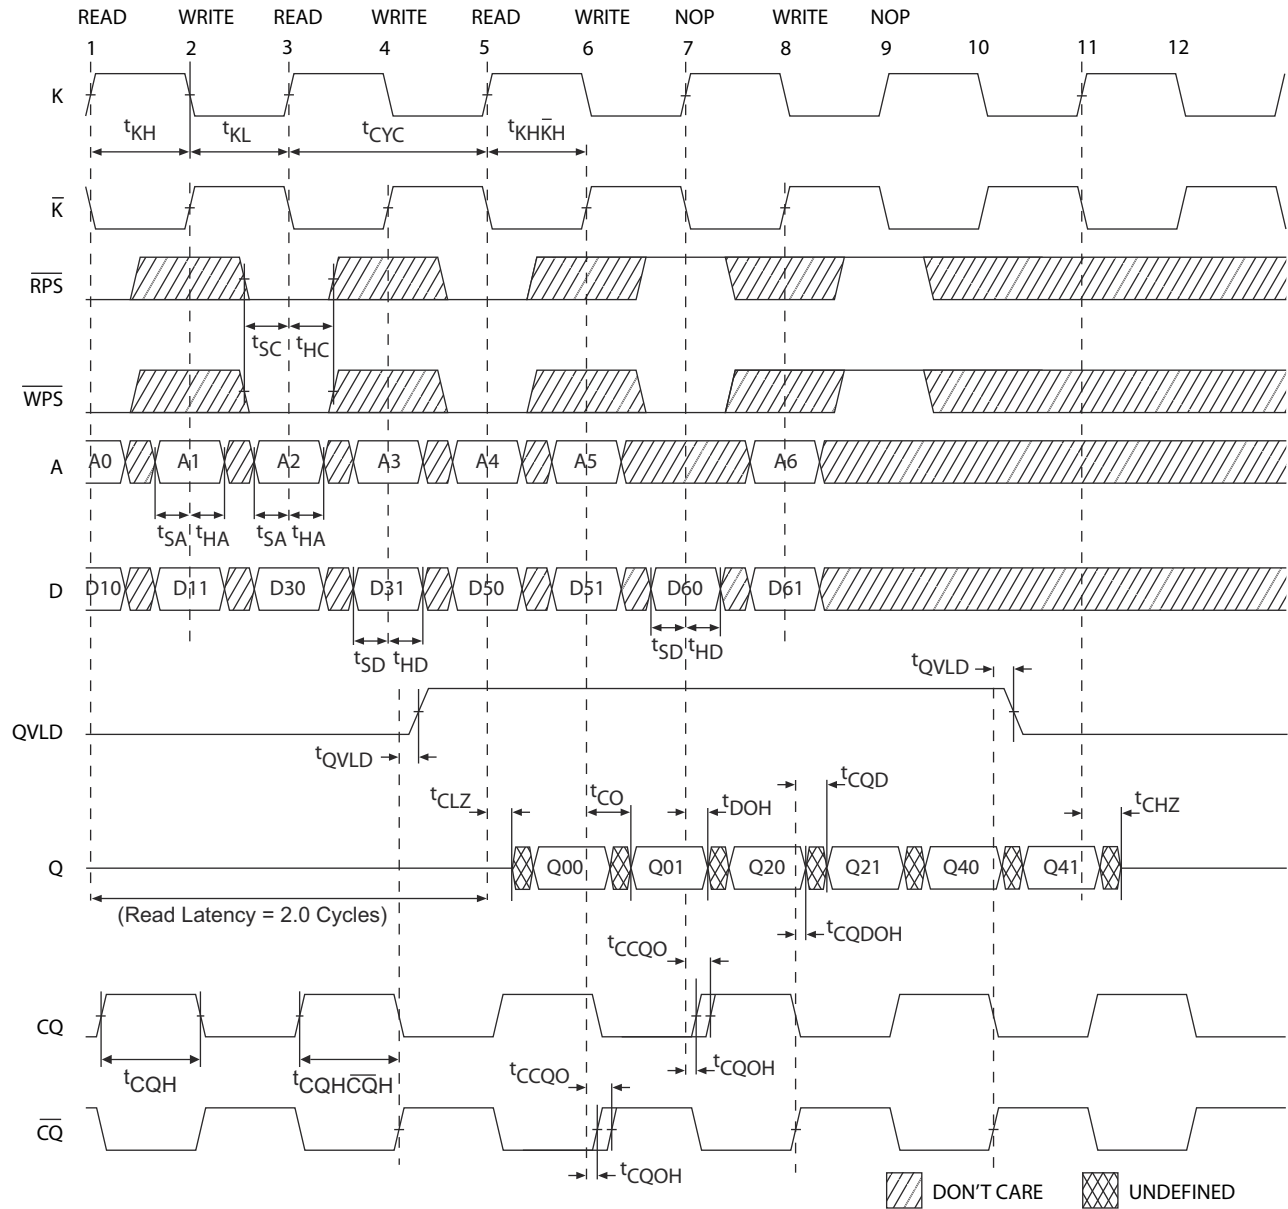 READ WRITE READ WRITE READ WRITE NOP WRITE NOP
1 2 3 4 5 6 7 8 9 10 11 12
K
tKH tKL tCYC tKHK̅H
K̅
R̅P̅S̅
tSC tHC
W̅P̅S̅
A A0 A1 A2 A3 A4 A5 A6
tSA tHA tSA tHA
D D10 D11 D30 D31 D50 D51 D60 D61
tSD tHD tSD tHD
tQVLD
QVLD
tQVLD
tCLZ tCO tDOH tCQD tCHZ
Q Q00 Q01 Q20 Q21 Q40 Q41
(Read Latency = 2.0 Cycles)
tCQDOH
tCCQO
CQ
tCQOH
tCQH tCQHC̅Q̅H
tCCQO
C̅Q̅
tCQOH
DON'T CARE UNDEFINED